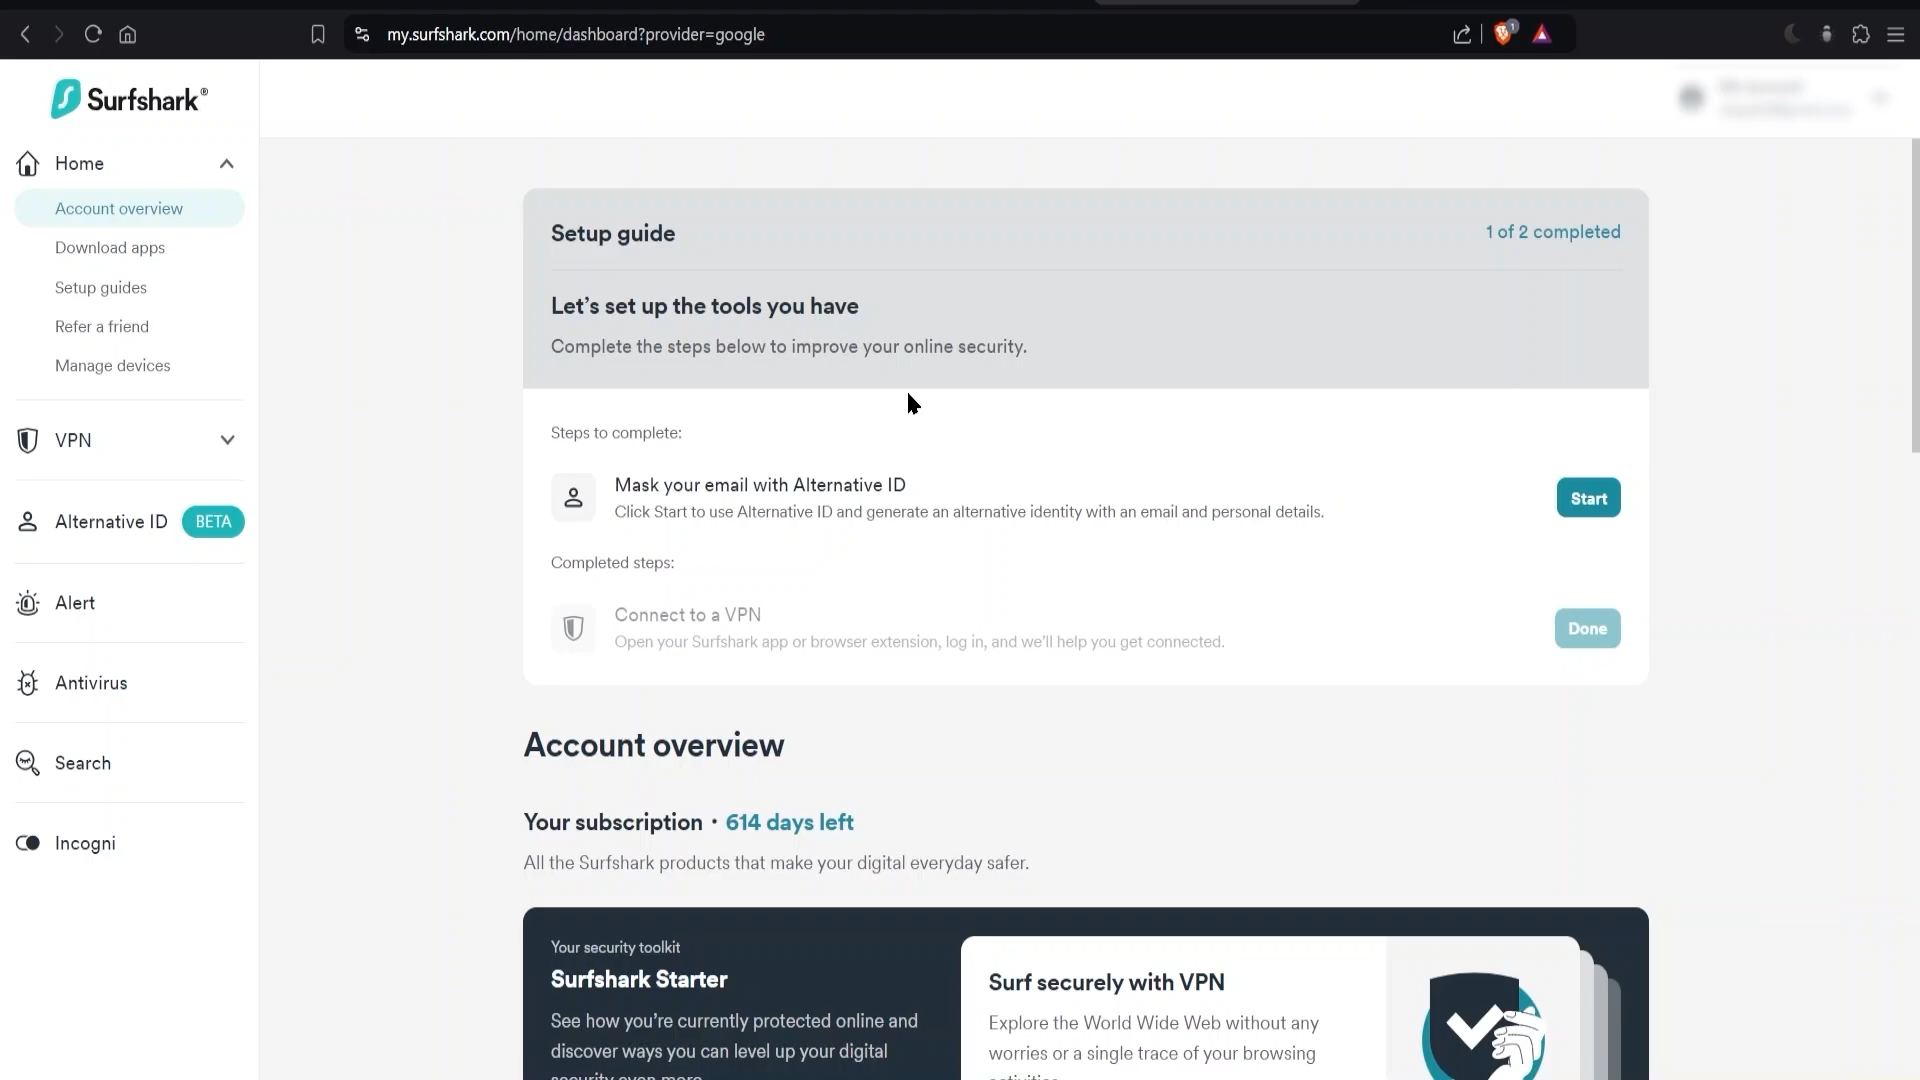 my.surfshark.com/home/dashboard?provider=google
1
Surfshark®
Home
Account overview
Download apps
Setup guides
Refer a friend
Manage devices
VPN
Alternative ID BETA
Alert
Antivirus
Search
Incogni
Setup guide
1 of 2 completed
Let's set up the tools you have
Complete the steps below to improve your online security.
Steps to complete:
Mask your email with Alternative ID
Click Start to use Alternative ID and generate an alternative identity with an email and personal details.
Start
Completed steps:
Connect to a VPN
Open your Surfshark app or browser extension, log in, and we'll help you get connected.
Done
Account overview
Your subscription · 614 days left
All the Surfshark products that make your digital everyday safer.
Your security toolkit
Surfshark Starter
See how you're currently protected online and
discover ways you can level up your digital
security even more
Surf securely with VPN
Explore the World Wide Web without any
worries or a single trace of your browsing